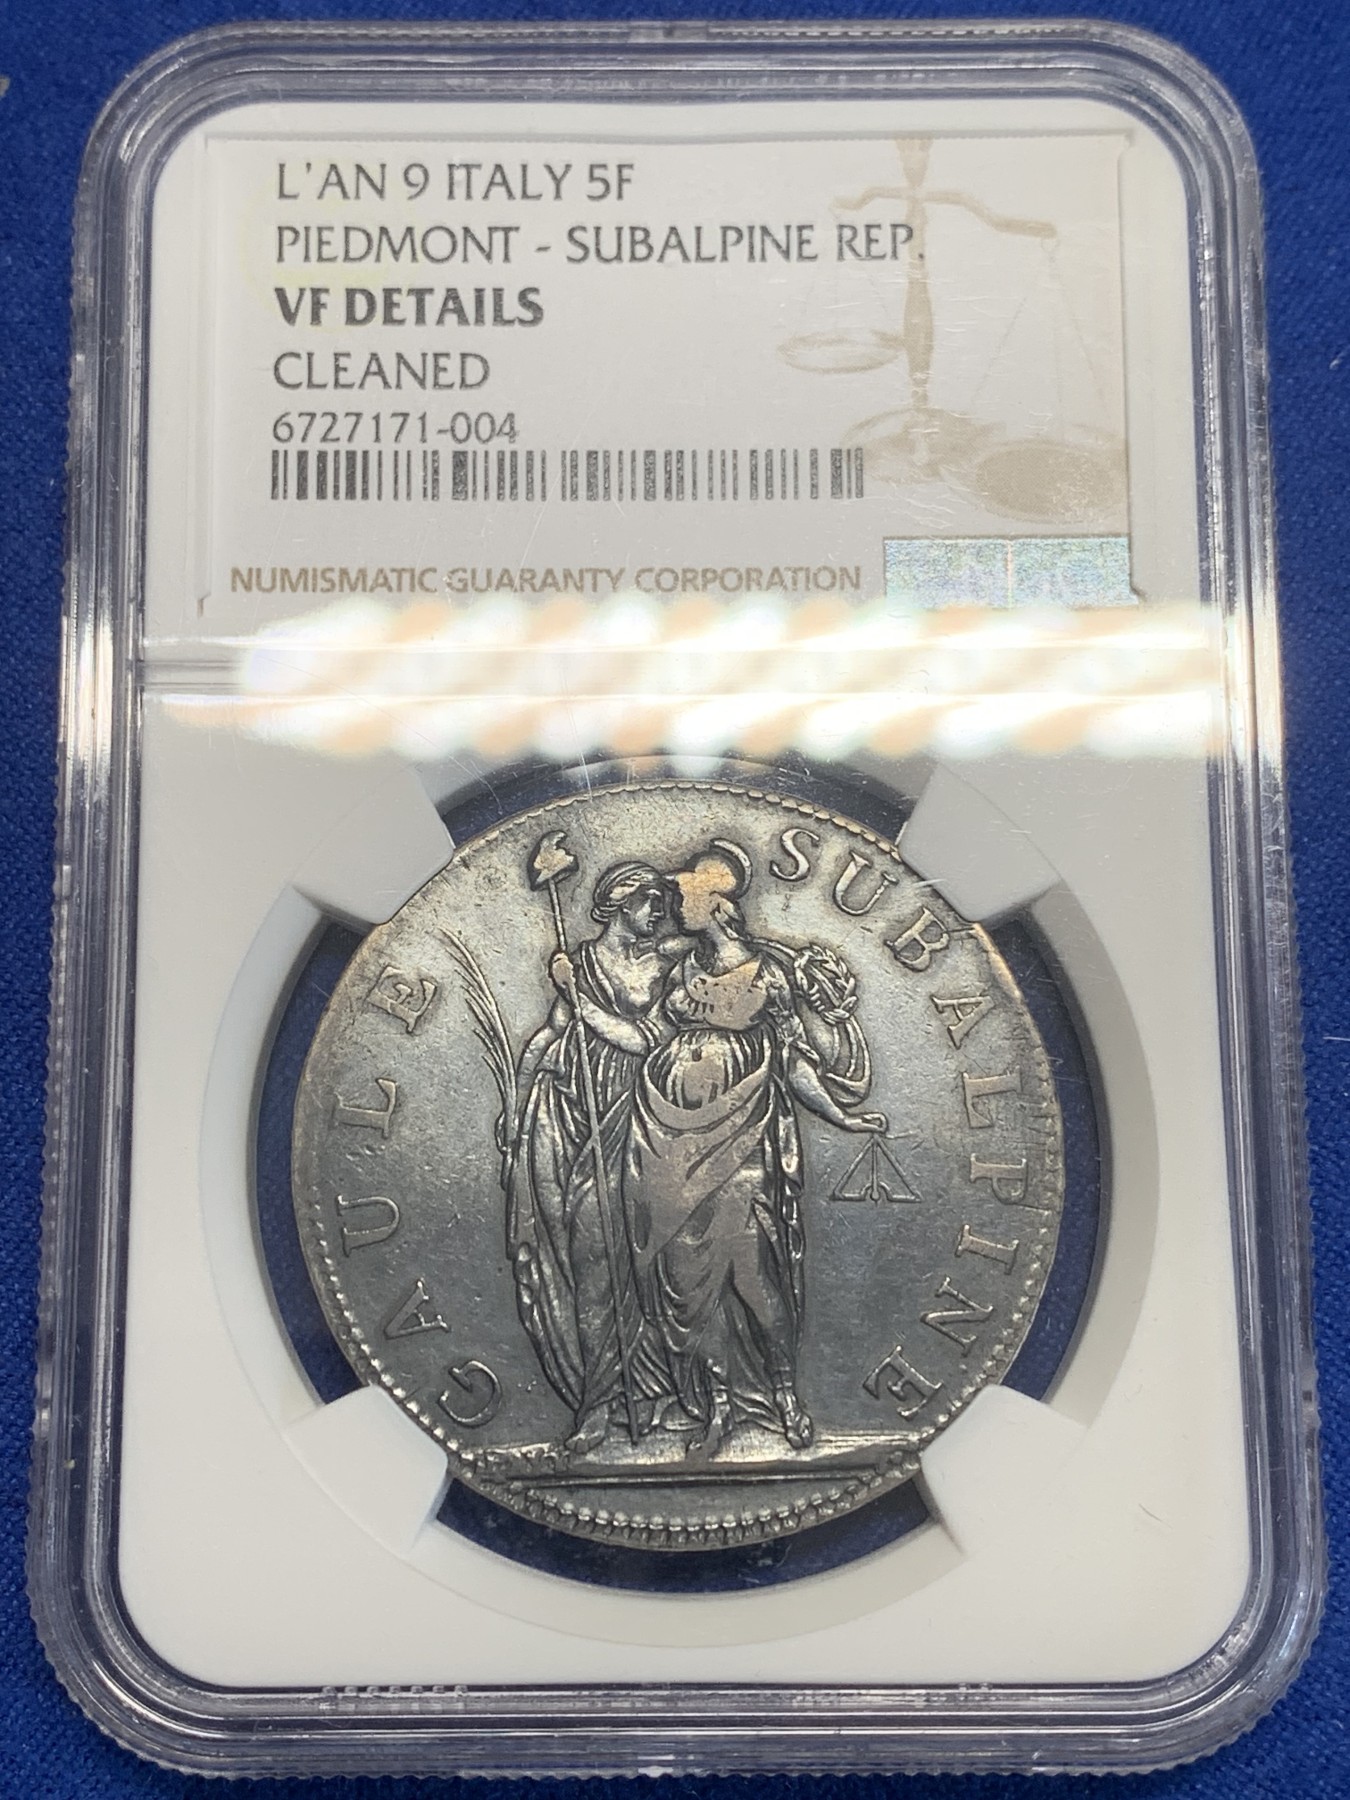 L'AN 9 ITALY 5F
PIEDMONT - SUBALPINE REP.
VF DETAILS
CLEANED
6727171-004
NUMISMATIC GUARANTY CORPORATION
GAULE SUBALPINE